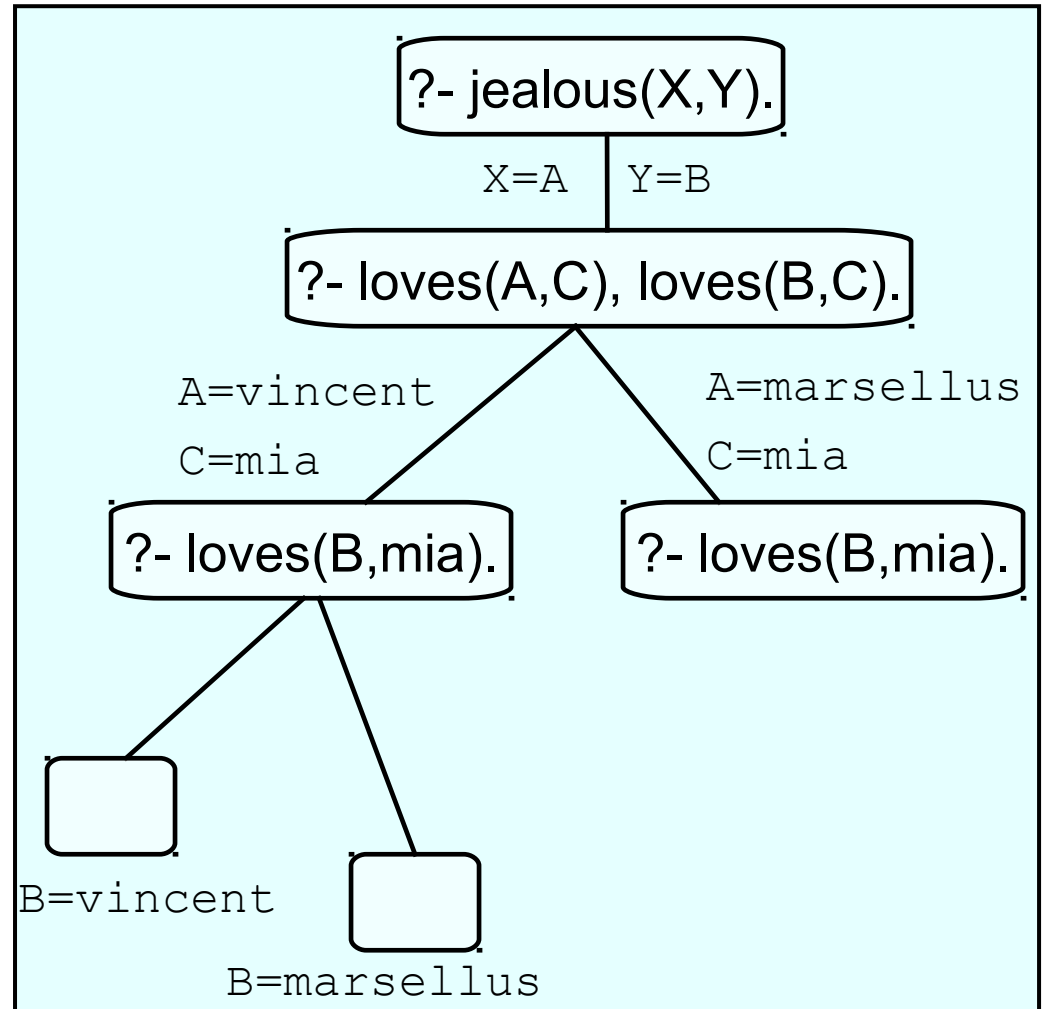 ?- jealous(X,Y).
X=A Y=B
?- loves(A,C), loves(B,C).
A=vincent
C=mia
A=marsellus
C=mia
?- loves(B,mia).
?- loves(B,mia).
B=vincent
B=marsellus